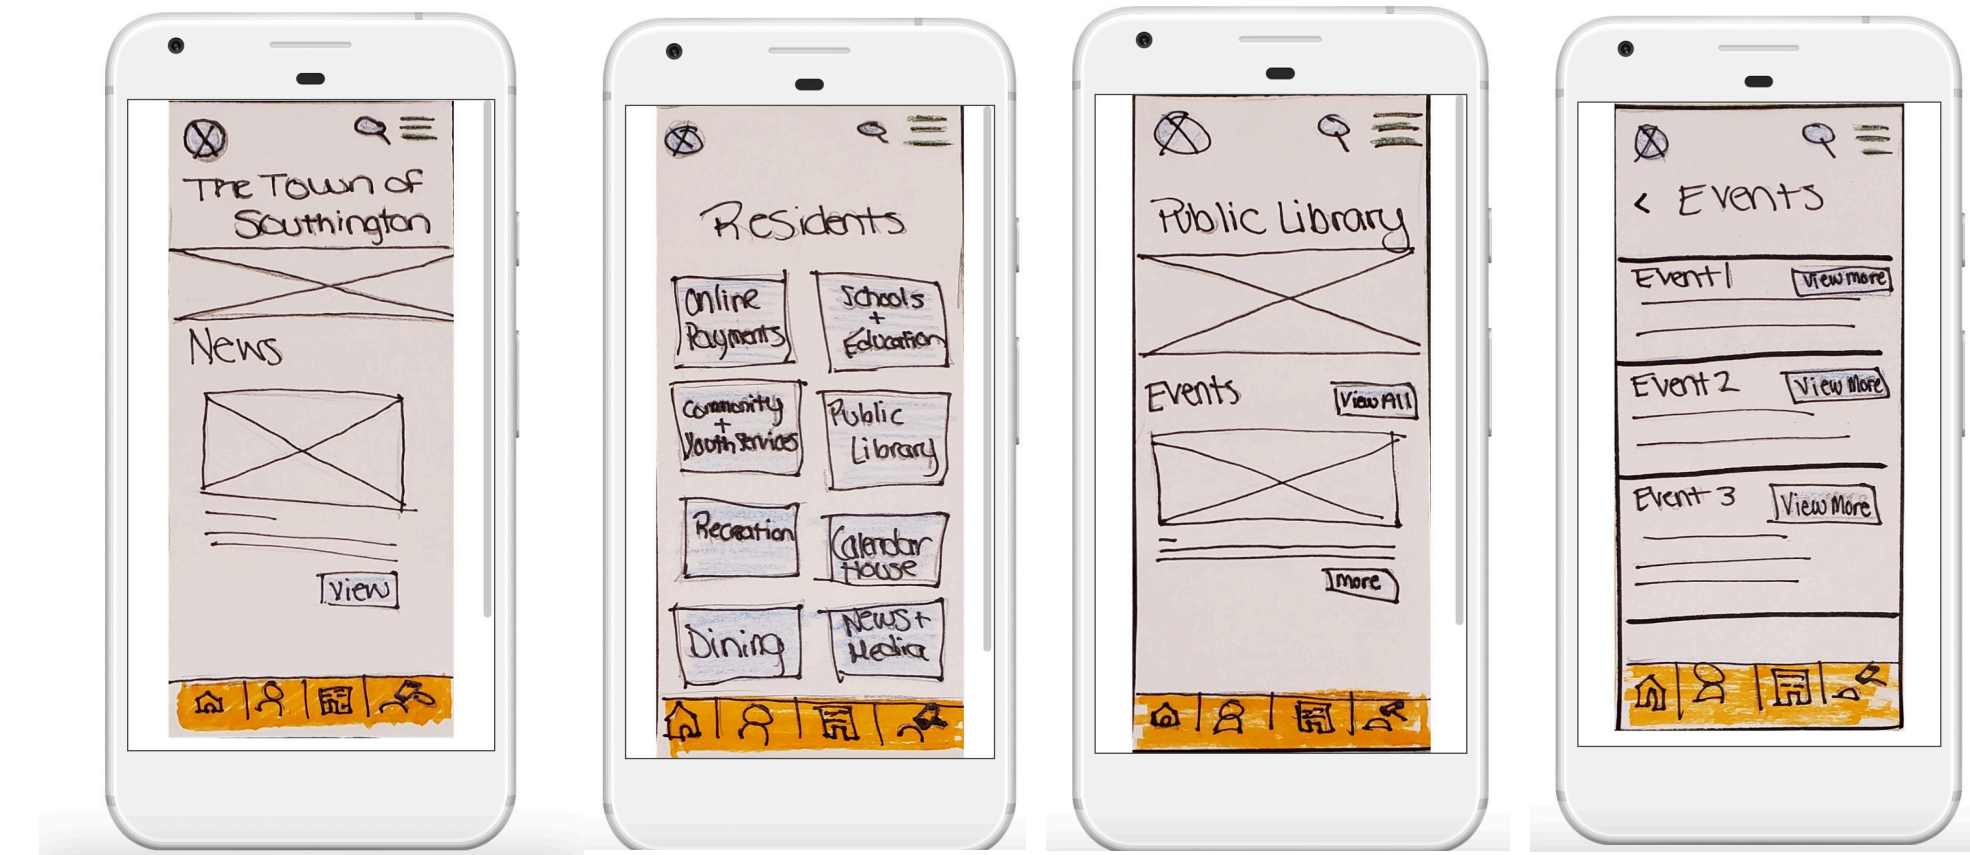 The Town of
Southington
News
View
Residents
Online
Payments
Schools
+
Education
Community
+
Youth Services
Public
Library
Recreation
Calendar
House
Dining
News +
Media
Public Library
Events
View All
more
< Events
Event 1
View more
Event 2
View More
Event 3
View More